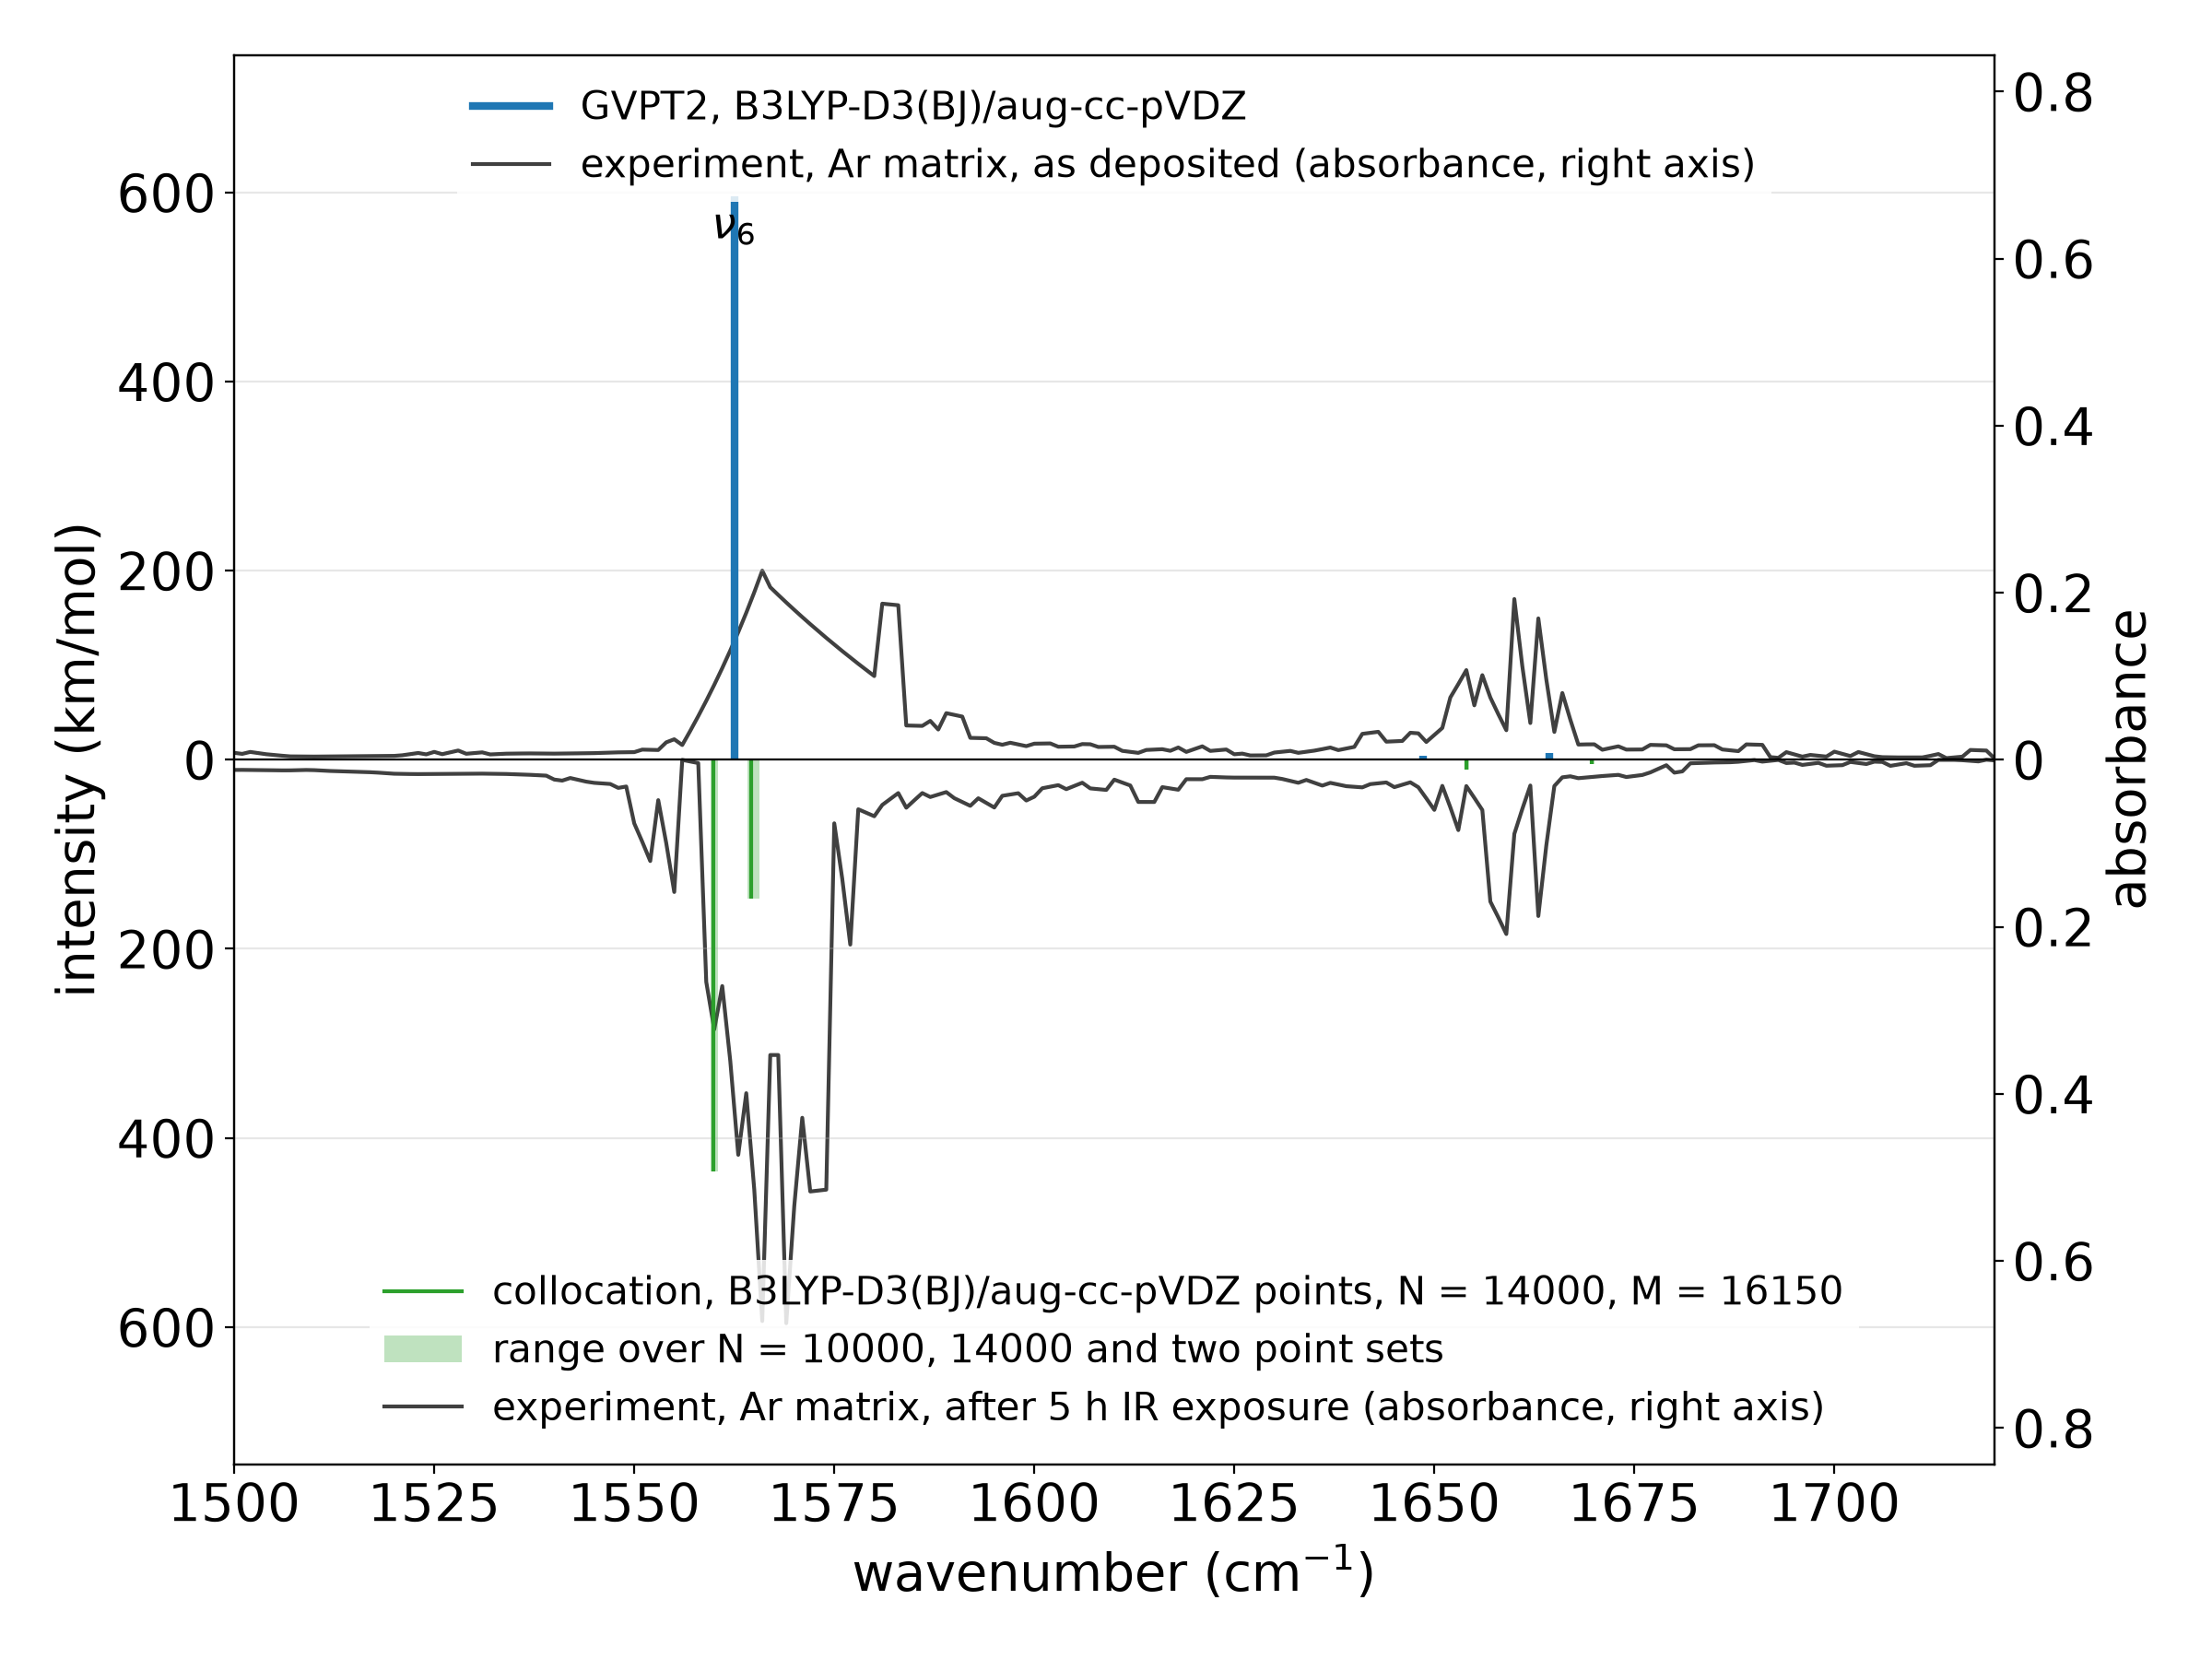 GVPT2, B3LYP-D3(BJ)/aug-cc-pVDZ
experiment, Ar matrix, as deposited (absorbance, right axis)
ν₆
600
400
200
0
200
400
600
intensity (km/mol)
0.8
0.6
0.4
0.2
0
0.2
0.4
0.6
0.8
absorbance
collocation, B3LYP-D3(BJ)/aug-cc-pVDZ points, N = 14000, M = 16150
range over N = 10000, 14000 and two point sets
experiment, Ar matrix, after 5 h IR exposure (absorbance, right axis)
1500 1525 1550 1575 1600 1625 1650 1675 1700
wavenumber (cm⁻¹)